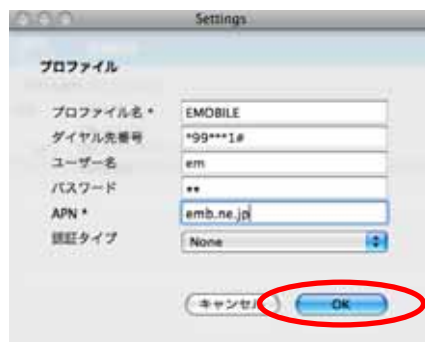 Settings
プロファイル
プロファイル名 * EMOBILE
ダイヤル先番号 *99***1#
ユーザー名 em
パスワード ••
APN * emb.ne.jp
認証タイプ None
キャンセル OK